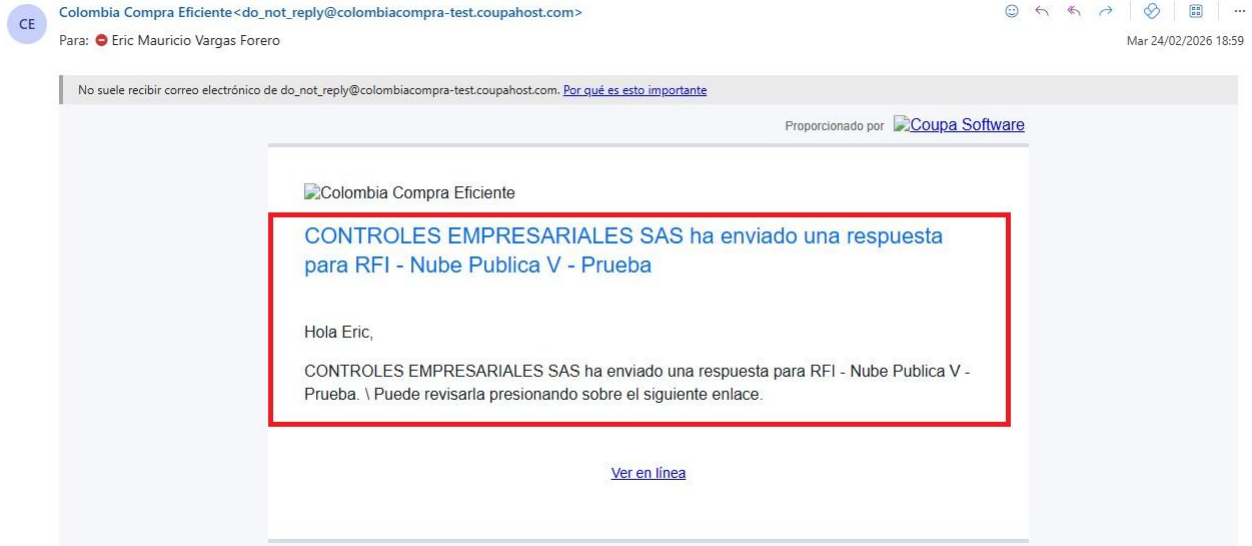 CE
Colombia Compra Eficiente<do_not_reply@colombiacompra-test.coupahost.com>
Para: Eric Mauricio Vargas Forero
Mar 24/02/2026 18:59
No suele recibir correo electrónico de do_not_reply@colombiacompra-test.coupahost.com. Por qué es esto importante
Proporcionado por Coupa Software
Colombia Compra Eficiente
CONTROLES EMPRESARIALES SAS ha enviado una respuesta
para RFI - Nube Publica V - Prueba
Hola Eric,
CONTROLES EMPRESARIALES SAS ha enviado una respuesta para RFI - Nube Publica V -
Prueba. \ Puede revisarla presionando sobre el siguiente enlace.
Ver en línea